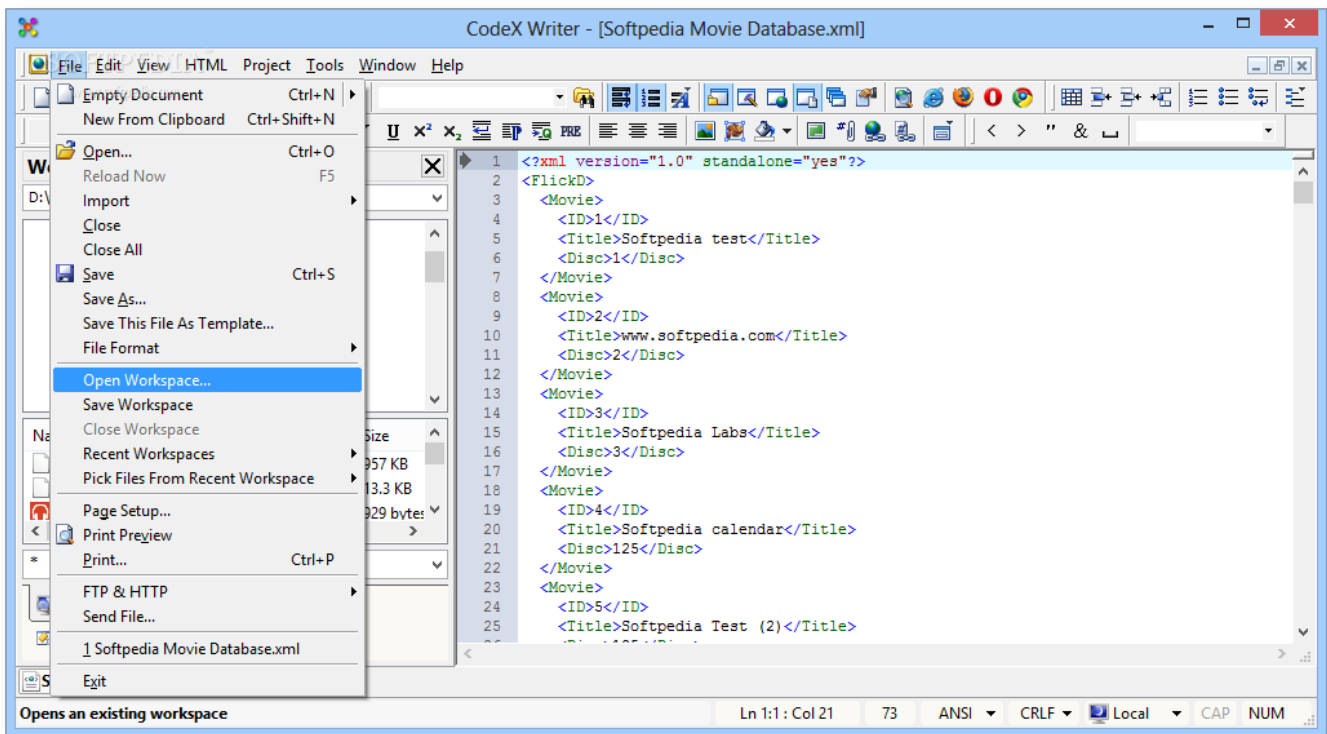 CodeX Writer - [Softpedia Movie Database.xml]
File Edit View HTML Project Tools Window Help
Empty Document Ctrl+N
New From Clipboard Ctrl+Shift+N
Open... Ctrl+O
Reload Now F5
Import
Close
Close All
Save Ctrl+S
Save As...
Save This File As Template...
File Format
Open Workspace...
Save Workspace
Close Workspace
Recent Workspaces
Pick Files From Recent Workspace
Page Setup...
Print Preview
Print... Ctrl+P
FTP & HTTP
Send File...
1 Softpedia Movie Database.xml
Exit
U X² X₂ PRE < > " &
D:\
Size
957 KB
13.3 KB
929 bytes
*
1 <?xml version="1.0" standalone="yes"?>
2 <FlickD>
3 <Movie>
4 <ID>1</ID>
5 <Title>Softpedia test</Title>
6 <Disc>1</Disc>
7 </Movie>
8 <Movie>
9 <ID>2</ID>
10 <Title>www.softpedia.com</Title>
11 <Disc>2</Disc>
12 </Movie>
13 <Movie>
14 <ID>3</ID>
15 <Title>Softpedia Labs</Title>
16 <Disc>3</Disc>
17 </Movie>
18 <Movie>
19 <ID>4</ID>
20 <Title>Softpedia calendar</Title>
21 <Disc>125</Disc>
22 </Movie>
23 <Movie>
24 <ID>5</ID>
25 <Title>Softpedia Test (2)</Title>
Opens an existing workspace Ln 1:1 : Col 21 73 ANSI CRLF Local CAP NUM